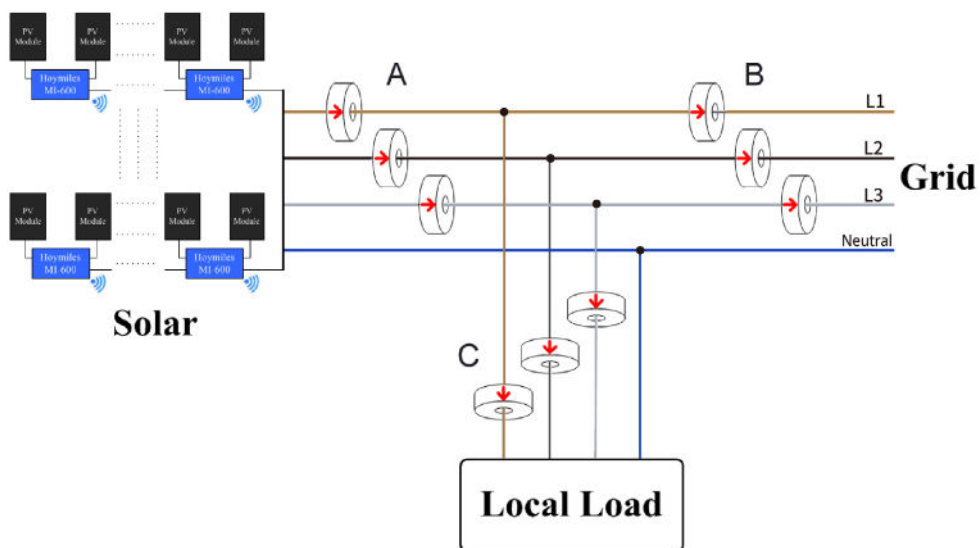 PV
Module
PV
Module
PV
Module
PV
Module
Hoymiles
MI-600
Hoymiles
MI-600
A
B
L1
L2
L3
Neutral
Grid
PV
Module
PV
Module
PV
Module
PV
Module
Hoymiles
MI-600
Hoymiles
MI-600
Solar
C
Local Load